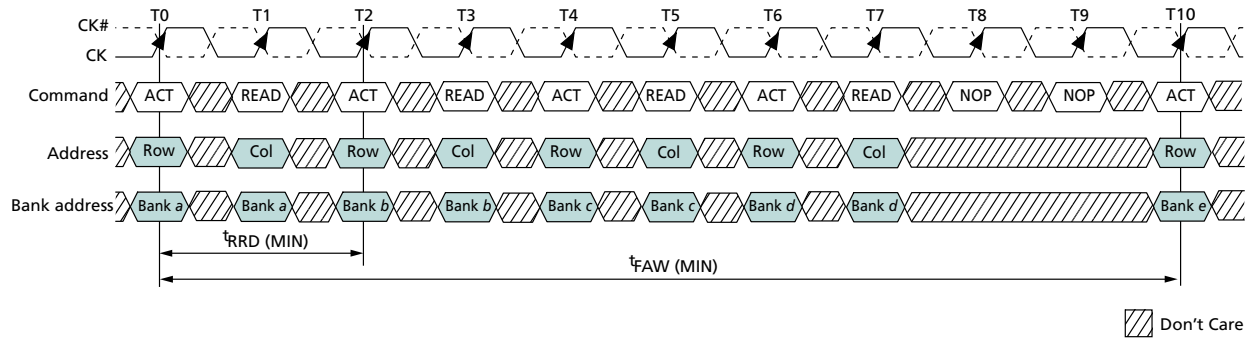 T0 T1 T2 T3 T4 T5 T6 T7 T8 T9 T10
CK#
CK
Command ACT READ ACT READ ACT READ ACT READ NOP NOP ACT
Address Row Col Row Col Row Col Row Col Row
Bank address Bank a Bank a Bank b Bank b Bank c Bank c Bank d Bank d Bank e
tRRD (MIN)
tFAW (MIN)
Don't Care